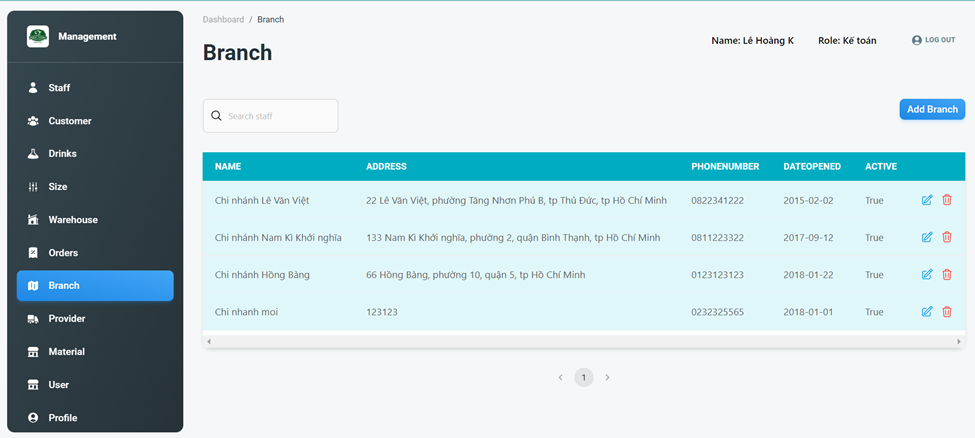 Management
Staff
Customer
Drinks
Size
Warehouse
Orders
Branch
Provider
Material
User
Profile
Dashboard / Branch
Branch
Name: Lê Hoàng K Role: Kế toán LOG OUT
Search staff
Add Branch
NAME ADDRESS PHONENUMBER DATEOPENED ACTIVE
Chi nhánh Lê Văn Việt 22 Lê Văn Việt, phường Tăng Nhơn Phú B, tp Thủ Đức, tp Hồ Chí Minh 0822341222 2015-02-02 True
Chi nhánh Nam Kì Khởi nghĩa 133 Nam Kì Khởi nghĩa, phường 2, quận Bình Thạnh, tp Hồ Chí Minh 0811223322 2017-09-12 True
Chi nhánh Hồng Bàng 66 Hồng Bàng, phường 10, quận 5, tp Hồ Chí Minh 0123123123 2018-01-22 True
Chi nhanh moi 123123 0232325565 2018-01-01 True
1